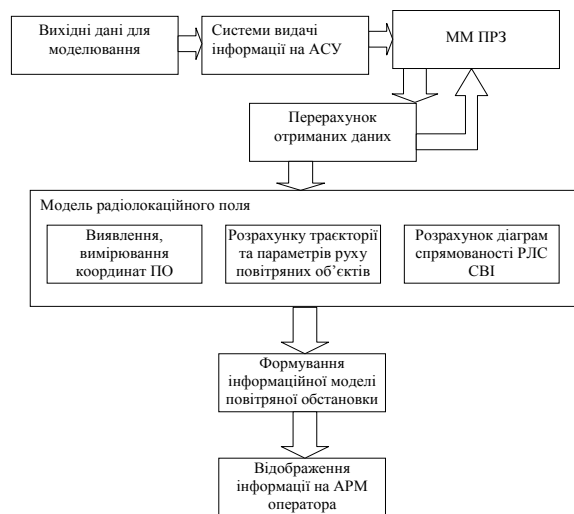 Вихідні дані для
моделювання
Системи видачі
інформації на АСУ
ММ ПРЗ
Перерахунок
отриманих даних
Модель радіолокаційного поля
Виявлення,
вимірювання
координат ПО
Розрахунку траєкторії
та параметрів руху
повітряних об’єктів
Розрахунок діаграм
спрямованості РЛС
СВІ
Формування
інформаційної моделі
повітряної обстановки
Відображення
інформації на АРМ
оператора